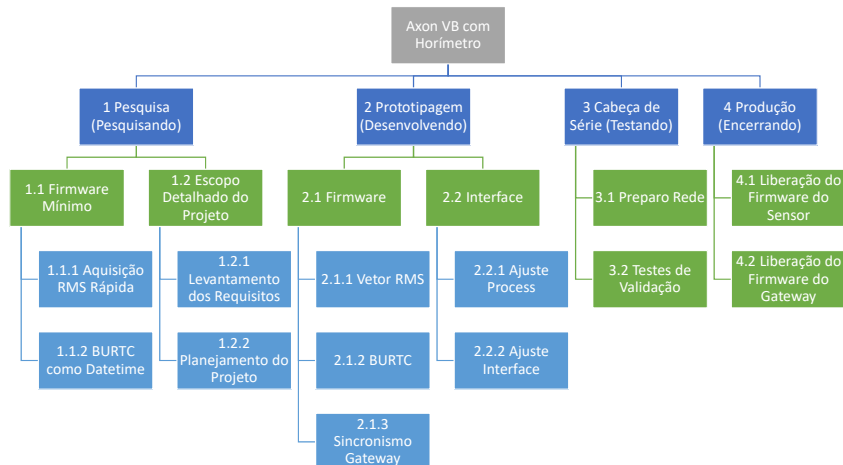 Axon VB com
Horímetro
1 Pesquisa
(Pesquisando)
2 Prototipagem
(Desenvolvendo)
3 Cabeça de
Série (Testando)
4 Produção
(Encerrando)
1.1 Firmware
Mínimo
1.2 Escopo
Detalhado do
Projeto
2.1 Firmware
2.2 Interface
3.1 Preparo Rede
4.1 Liberação do
Firmware do
Sensor
1.1.1 Aquisição
RMS Rápida
1.2.1
Levantamento
dos Requisitos
2.1.1 Vetor RMS
2.2.1 Ajuste
Process
3.2 Testes de
Validação
4.2 Liberação do
Firmware do
Gateway
1.1.2 BURTC
como Datetime
1.2.2
Planejamento do
Projeto
2.1.2 BURTC
2.2.2 Ajuste
Interface
2.1.3
Sincronismo
Gateway